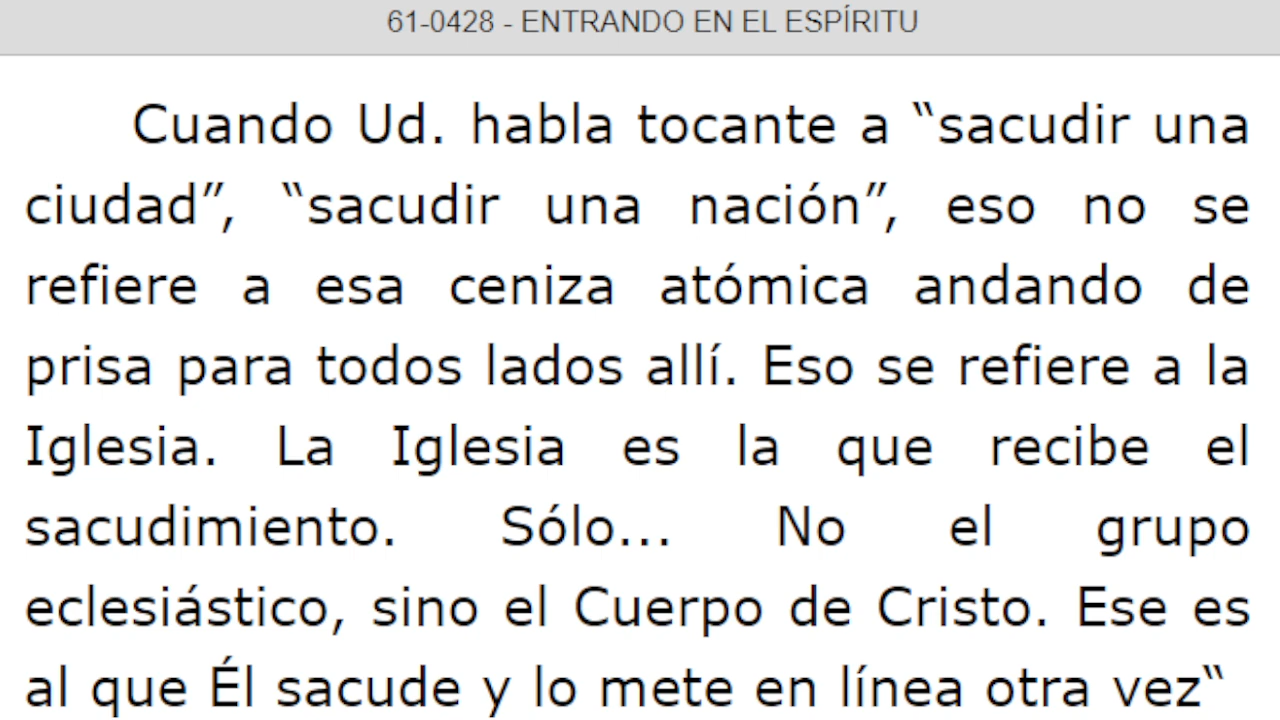 61-0428 - ENTRANDO EN EL ESPÍRITU
Cuando Ud. habla tocante a “sacudir una
ciudad”, “sacudir una nación”, eso no se
refiere a esa ceniza atómica andando de
prisa para todos lados allí. Eso se refiere a la
Iglesia. La Iglesia es la que recibe el
sacudimiento. Sólo... No el grupo
eclesiástico, sino el Cuerpo de Cristo. Ese es
al que Él sacude y lo mete en línea otra vez“